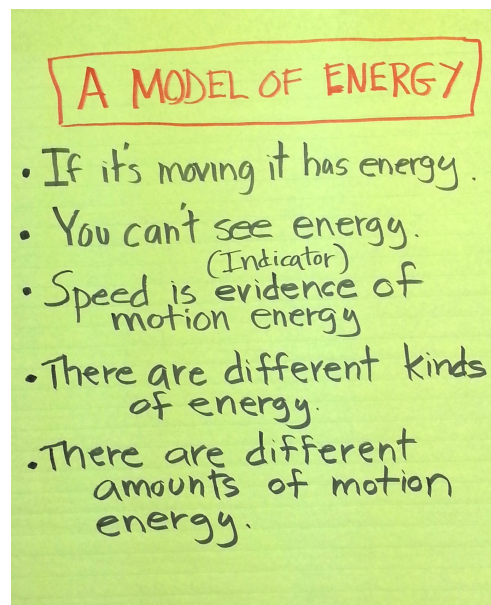 A MODEL OF ENERGY
• If it's moving it has energy.
• You can't see energy.
(Indicator)
• Speed is evidence of
motion energy
• There are different kinds
of energy.
• There are different
amounts of motion
energy.